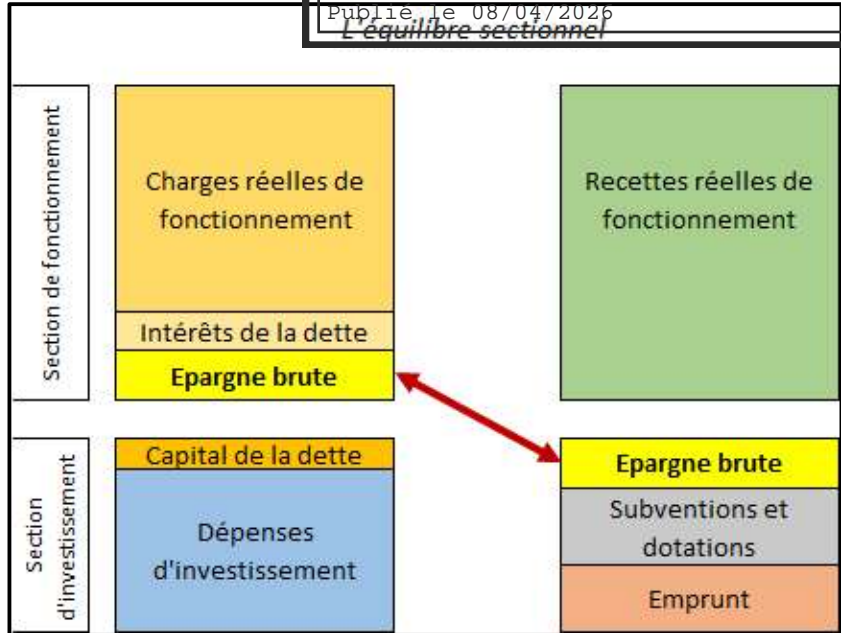 Publié le 08/04/2026
L'équilibre sectionnel
Section de fonctionnement
Charges réelles de
fonctionnement
Intérêts de la dette
Epargne brute
Recettes réelles de
fonctionnement
Section
d'investissement
Capital de la dette
Dépenses
d'investissement
Epargne brute
Subventions et
dotations
Emprunt